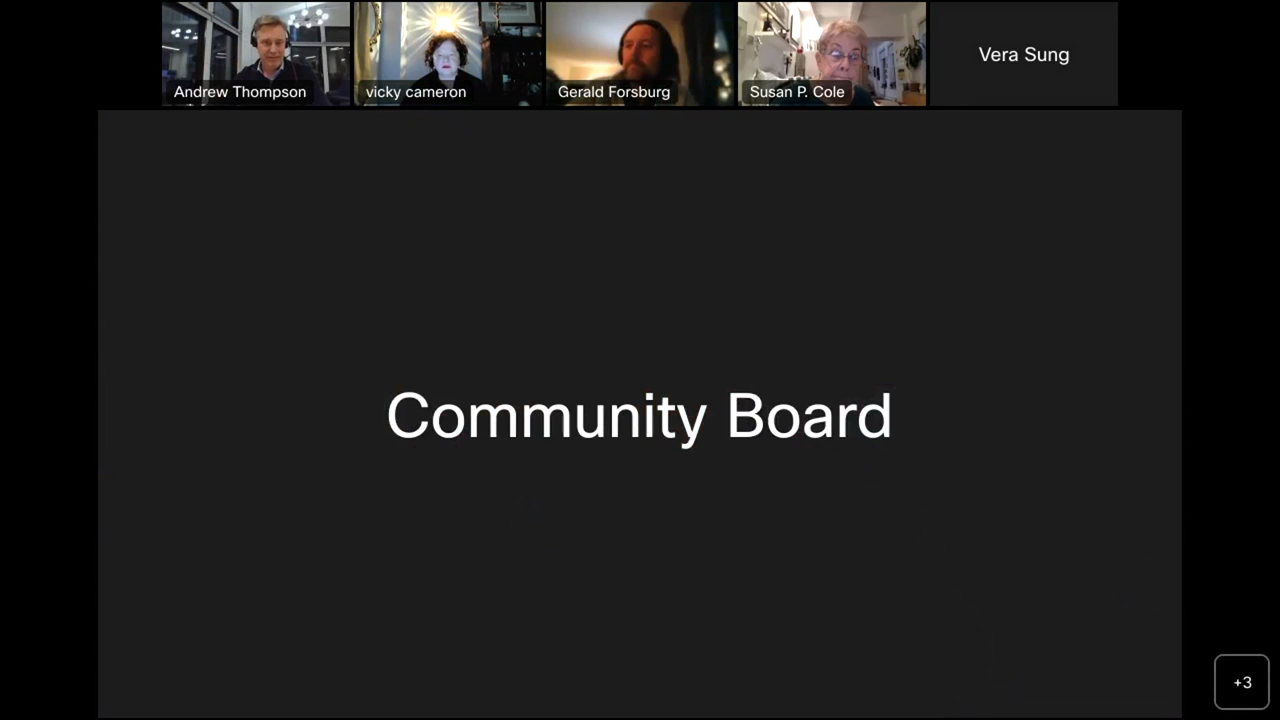 Andrew Thompson
vicky cameron
Gerald Forsburg
Susan P. Cole
Vera Sung
Community Board
+3